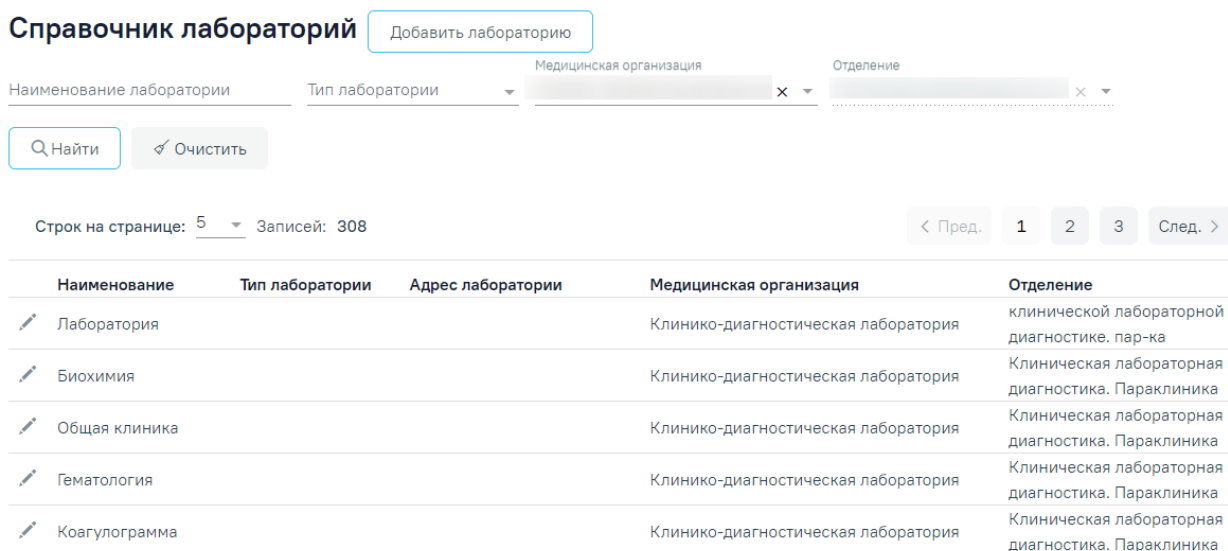 Справочник лабораторий Добавить лабораторию
Медицинская организация Отделение
Наименование лаборатории Тип лаборатории
Найти Очистить
Строк на странице: 5 Записей: 308 Пред. 1 2 3 След.
Наименование Тип лаборатории Адрес лаборатории Медицинская организация Отделение
клинической лабораторной
Лаборатория Клинико-диагностическая лаборатория
диагностике. пар-ка
Клиническая лабораторная
Биохимия Клинико-диагностическая лаборатория
диагностика. Параклиника
Клиническая лабораторная
Общая клиника Клинико-диагностическая лаборатория
диагностика. Параклиника
Клиническая лабораторная
Гематология Клинико-диагностическая лаборатория
диагностика. Параклиника
Клиническая лабораторная
Коагулограмма Клинико-диагностическая лаборатория
диагностика. Параклиника